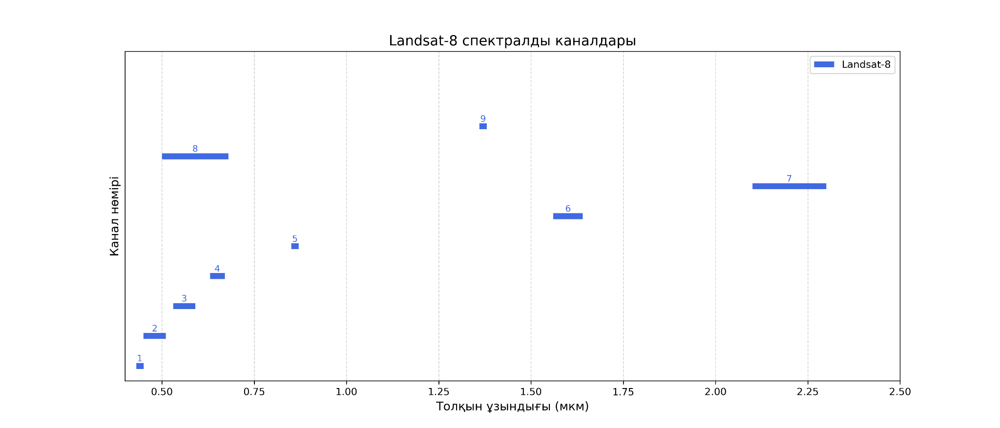 Landsat-8 спектралды каналдары
Landsat-8
9
8
7
6
5
4
3
2
1
Канал нөмірі
0.50 0.75 1.00 1.25 1.50 1.75 2.00 2.25 2.50
Толқын ұзындығы (мкм)